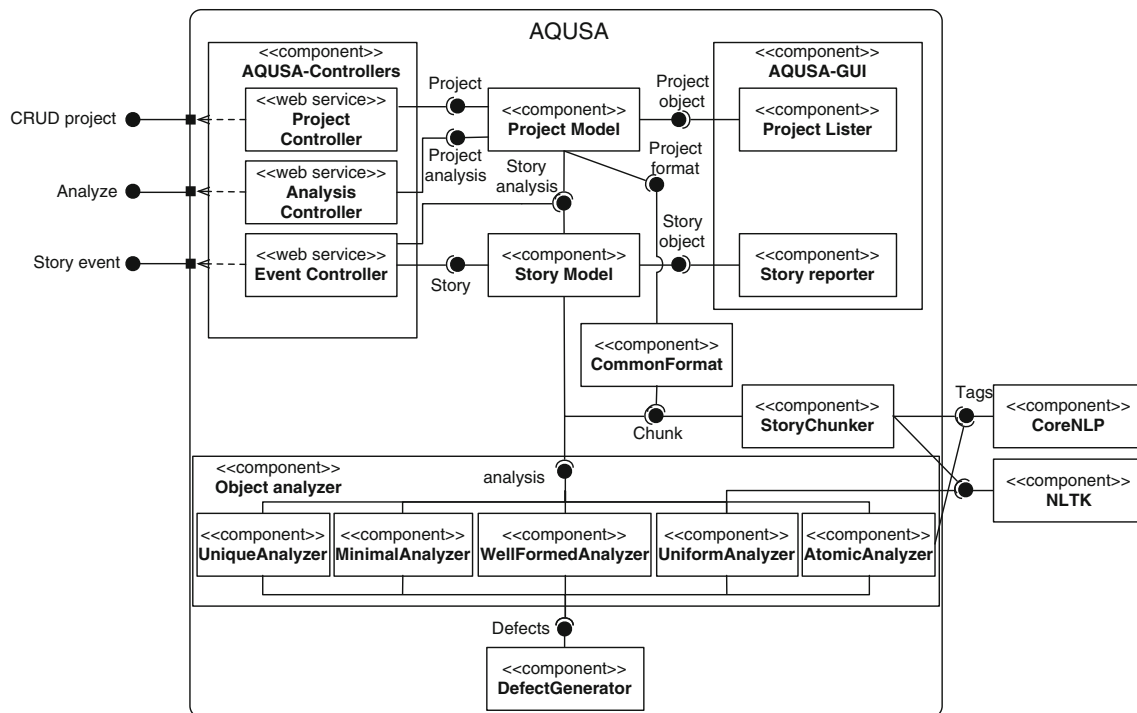 AQUSA
<<component>>
AQUSA-Controllers
<<web service>>
Project
Controller
<<web service>>
Analysis
Controller
<<web service>>
Event Controller
CRUD project
Analyze
Story event
Project
Project
analysis
Story
analysis
Story
<<component>>
Project Model
<<component>>
Story Model
Project
object
Project
format
Story
object
<<component>>
AQUSA-GUI
<<component>>
Project Lister
<<component>>
Story reporter
<<component>>
CommonFormat
Chunk
<<component>>
StoryChunker
Tags
<<component>>
CoreNLP
<<component>>
NLTK
<<component>>
Object analyzer
analysis
<<component>>
UniqueAnalyzer
<<component>>
MinimalAnalyzer
<<component>>
WellFormedAnalyzer
<<component>>
UniformAnalyzer
<<component>>
AtomicAnalyzer
Defects
<<component>>
DefectGenerator